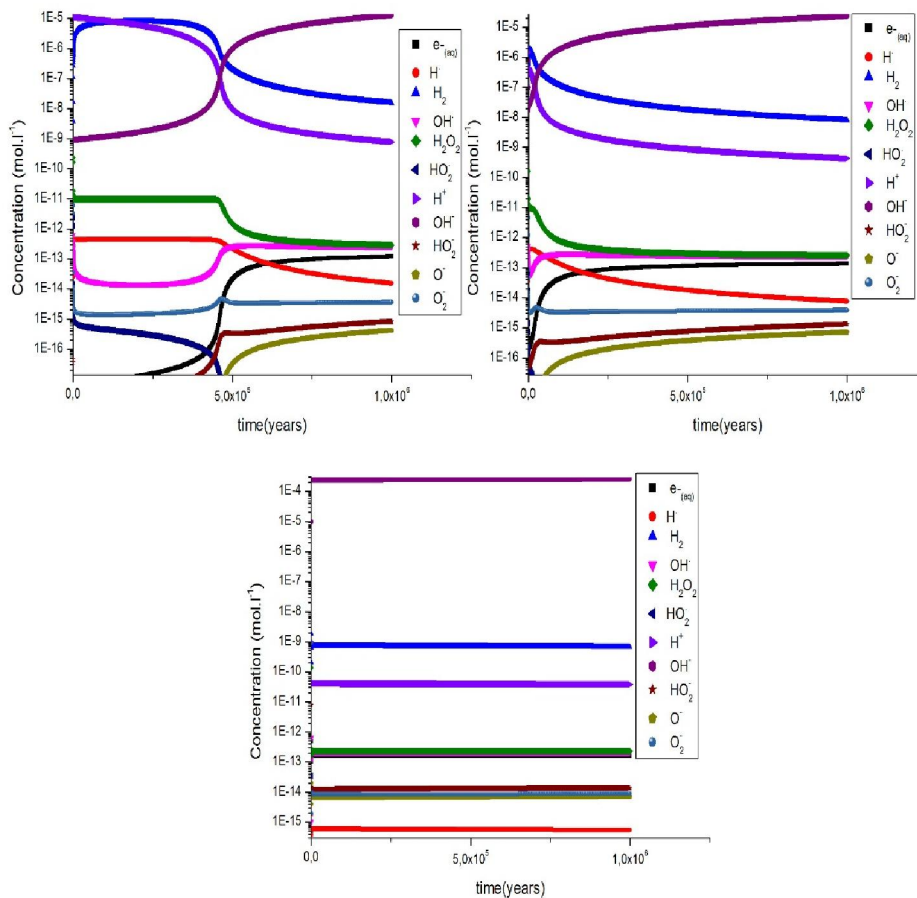 Concentration (mol.l⁻¹)
1E-5
1E-6
1E-7
1E-8
1E-9
1E-10
1E-11
1E-12
1E-13
1E-14
1E-15
1E-16
0,0
5,0x10⁵
1,0x10⁶
time(years)
e-(aq)
H·
H₂
OH·
H₂O₂
HO₂·
H⁺
OH⁻
HO₂⁻
O⁻
O₂⁻
Concentration (mol.l⁻¹)
1E-5
1E-6
1E-7
1E-8
1E-9
1E-10
1E-11
1E-12
1E-13
1E-14
1E-15
1E-16
0,0
5,0x10⁵
1,0x10⁶
time(years)
e-(aq)
H·
H₂
OH·
H₂O₂
HO₂·
H⁺
OH⁻
HO₂⁻
O⁻
O₂⁻
Concentration (mol.l⁻¹)
1E-4
1E-5
1E-6
1E-7
1E-8
1E-9
1E-10
1E-11
1E-12
1E-13
1E-14
1E-15
0,0
5,0x10⁵
1,0x10⁶
time(years)
e-(aq)
H·
H₂
OH·
H₂O₂
HO₂·
H⁺
OH⁻
HO₂⁻
O⁻
O₂⁻